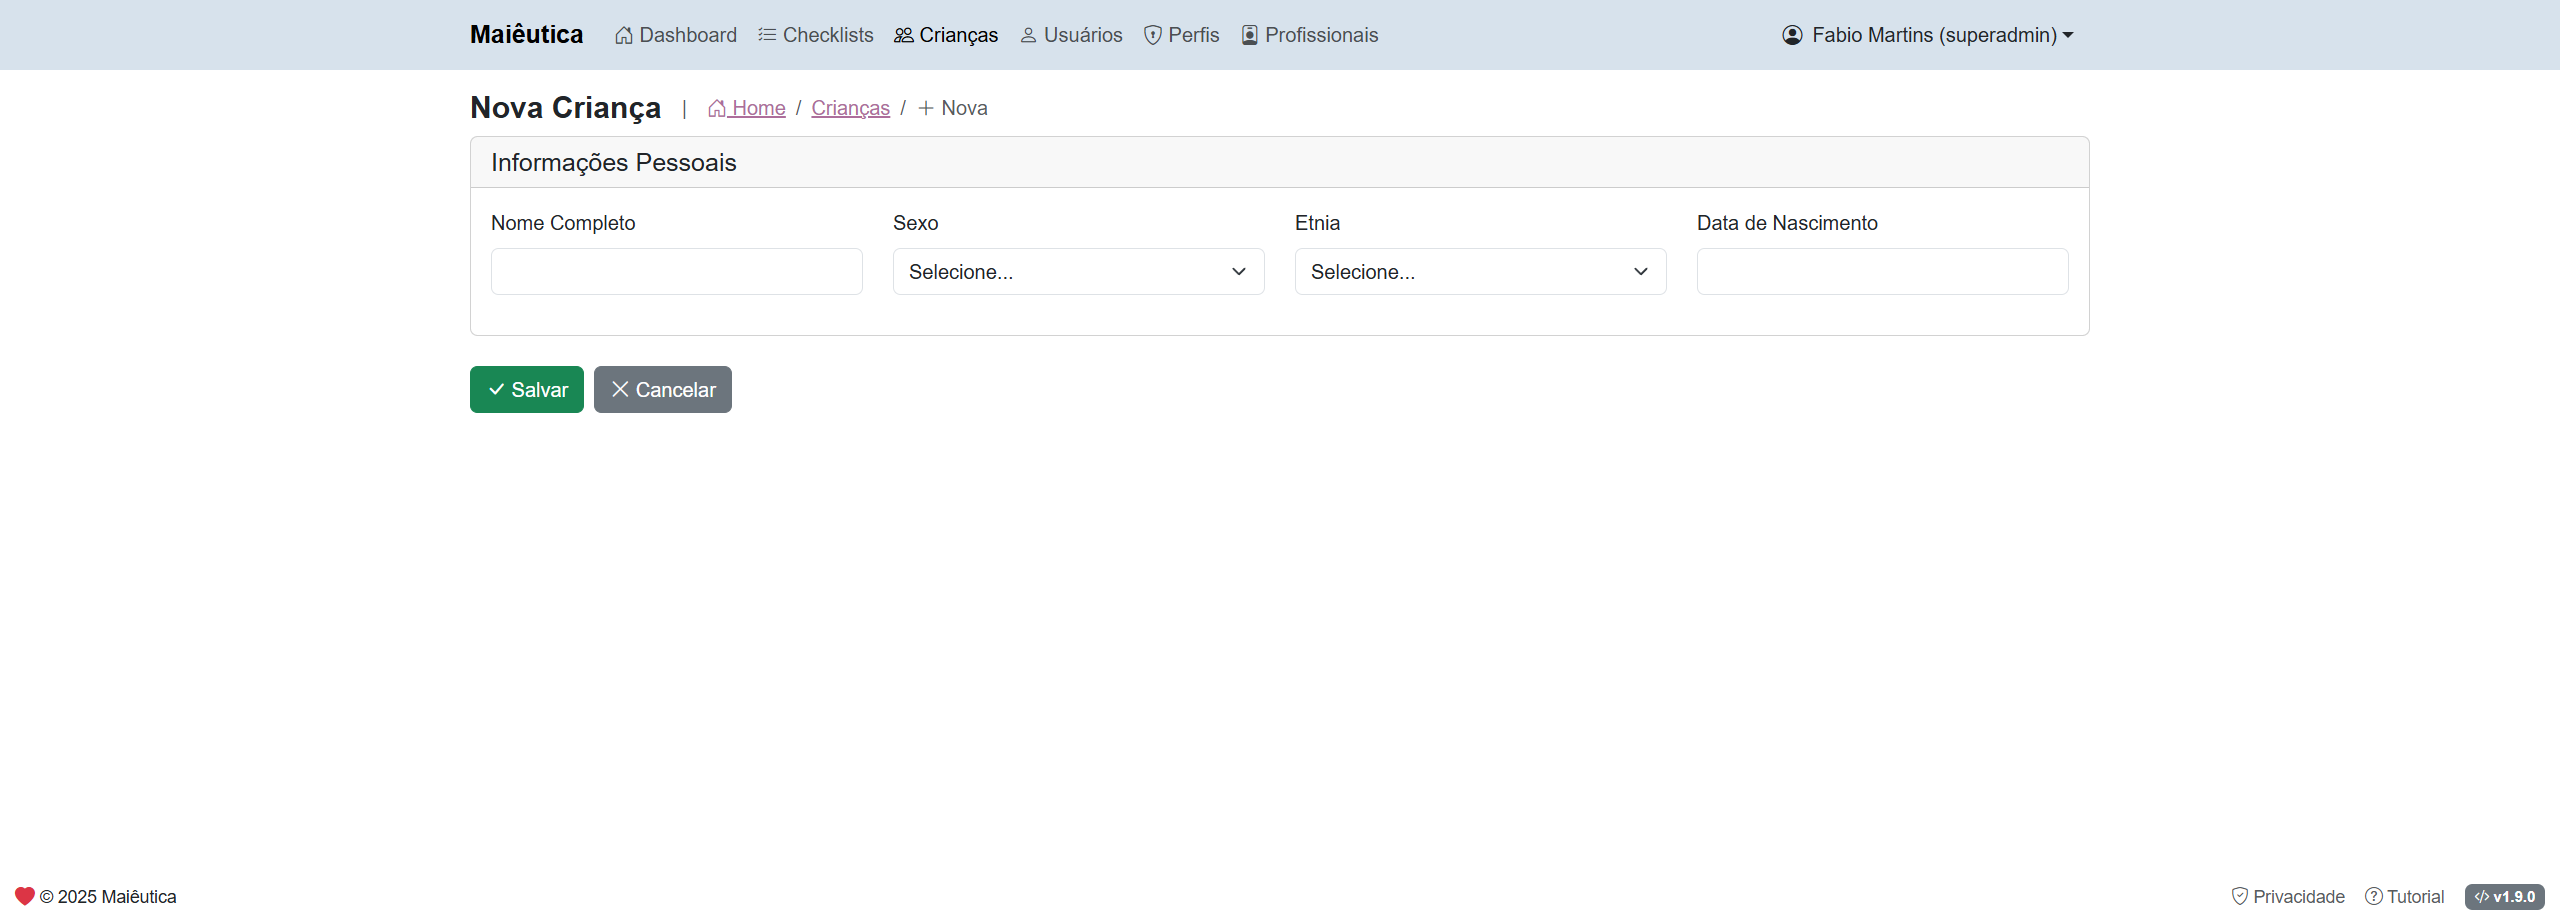 Maiêutica Dashboard Checklists Crianças Usuários Perfis Profissionais Fabio Martins (superadmin)
Nova Criança | Home / Crianças / + Nova
Informações Pessoais
Nome Completo Sexo Etnia Data de Nascimento
Selecione... Selecione...
Salvar Cancelar
© 2025 Maiêutica Privacidade Tutorial </> v1.9.0